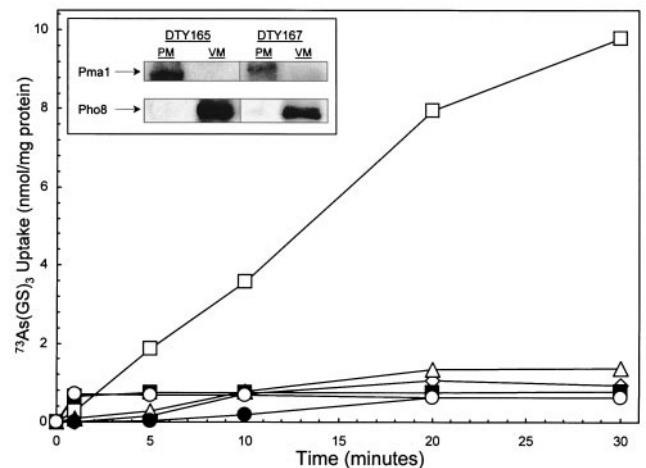 DTY165 DTY167
PM VM PM VM
Pma1
Pho8
⁷³As(GS)₃ Uptake (nmol/mg protein)
10
8
6
4
2
0
0 5 10 15 20 25 30
Time (minutes)